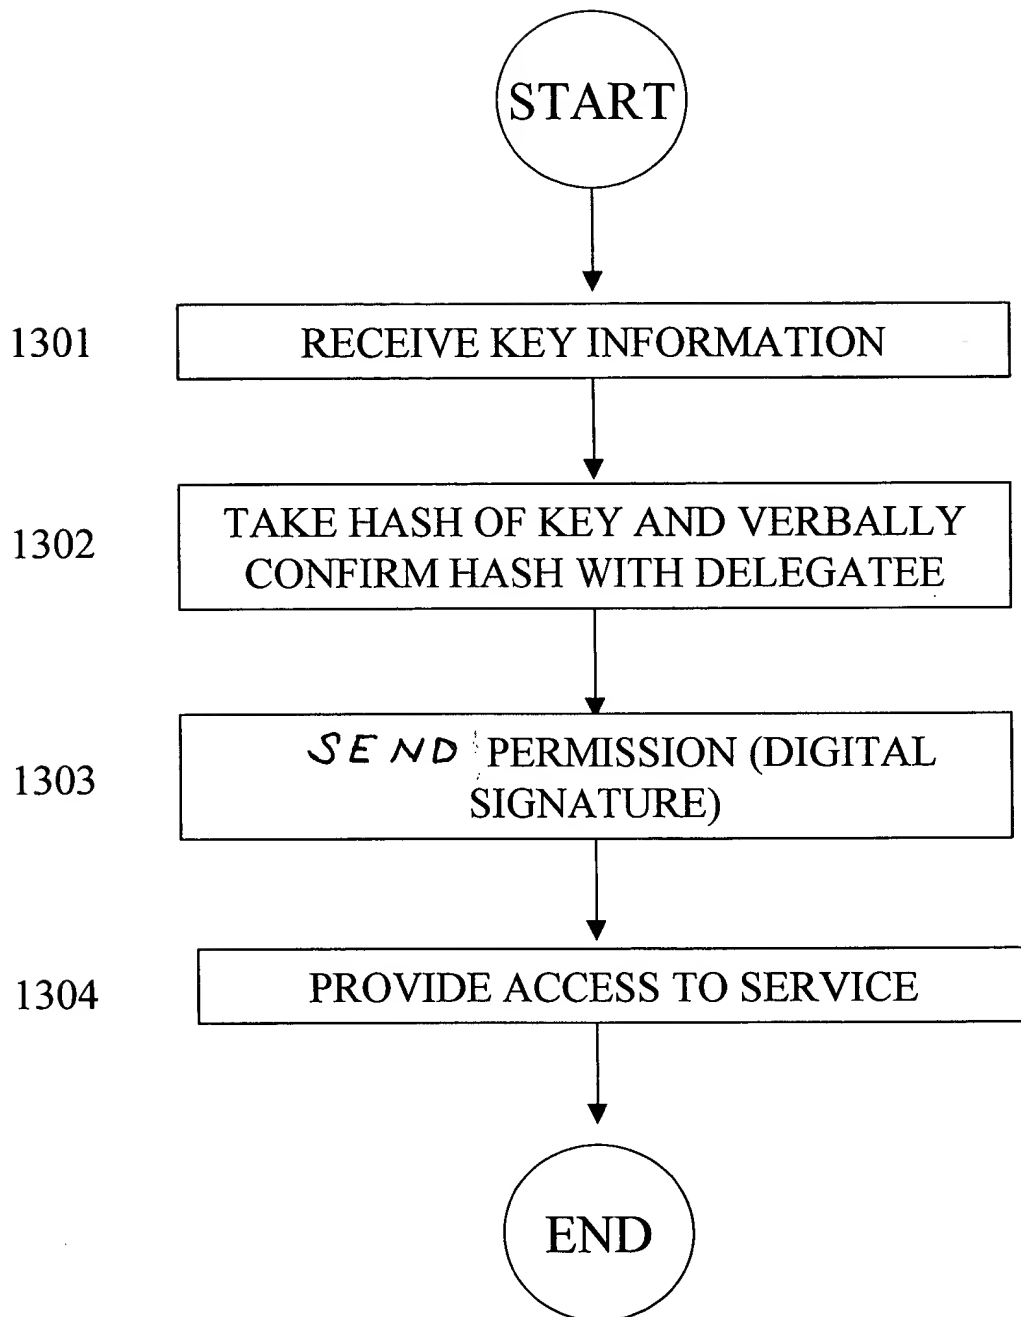 START
1301
RECEIVE KEY INFORMATION
1302
TAKE HASH OF KEY AND VERBALLY
CONFIRM HASH WITH DELEGATEE
1303
SEND PERMISSION (DIGITAL
SIGNATURE)
1304
PROVIDE ACCESS TO SERVICE
END